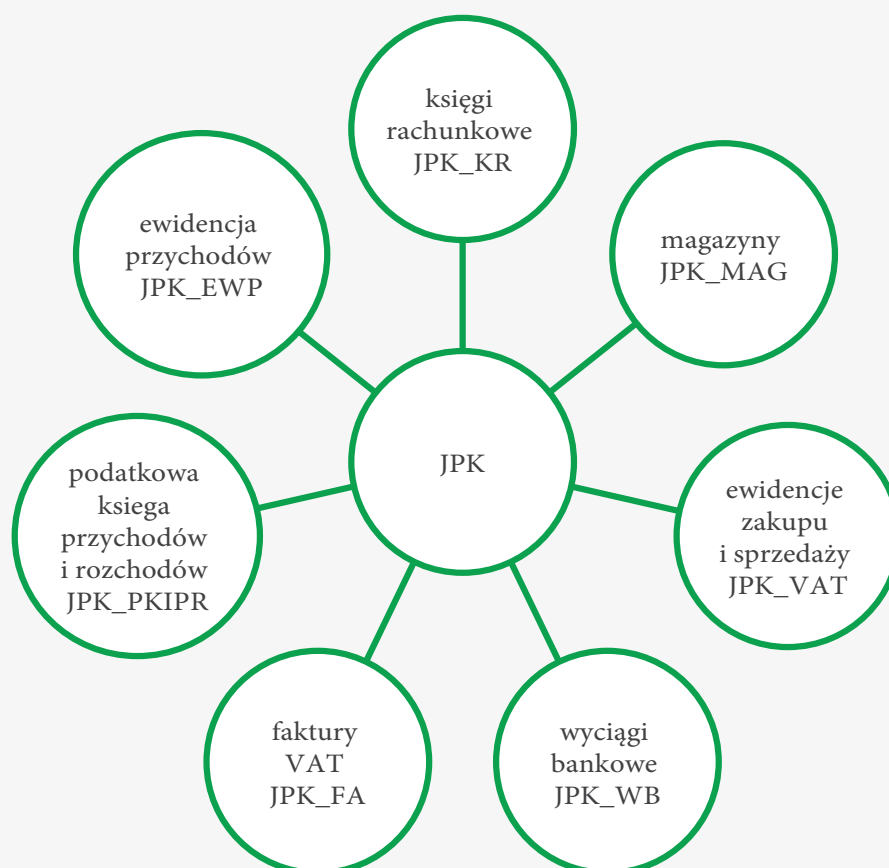 księgi
rachunkowe
JPK_KR
ewidencja
przychodów
JPK_EWP
magazyny
JPK_MAG
JPK
podatkowa
księga
przychodów
i rozchodów
JPK_PKIPR
ewidencje
zakupu
i sprzedaży
JPK_VAT
faktury
VAT
JPK_FA
wyciągi
bankowe
JPK_WB